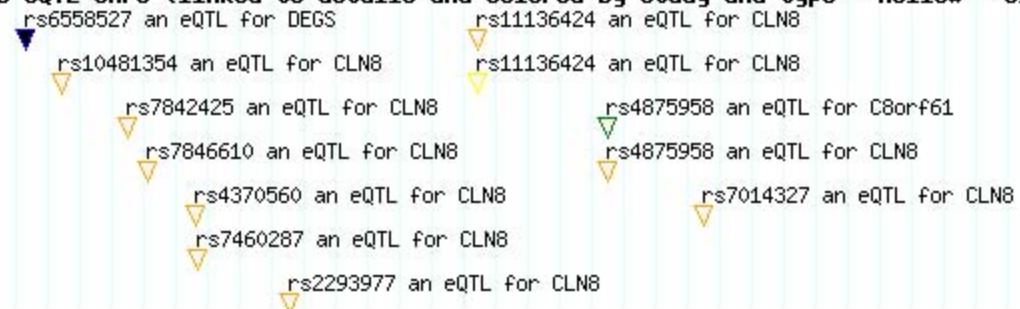 rs6558527 an eQTL for DEGS
rs11136424 an eQTL for CLN8
rs10481354 an eQTL for CLN8
rs11136424 an eQTL for CLN8
rs7842425 an eQTL for CLN8
rs4875958 an eQTL for C8orf61
rs7846610 an eQTL for CLN8
rs4875958 an eQTL for CLN8
rs4370560 an eQTL for CLN8
rs7014327 an eQTL for CLN8
rs7460287 an eQTL for CLN8
rs2293977 an eQTL for CLN8